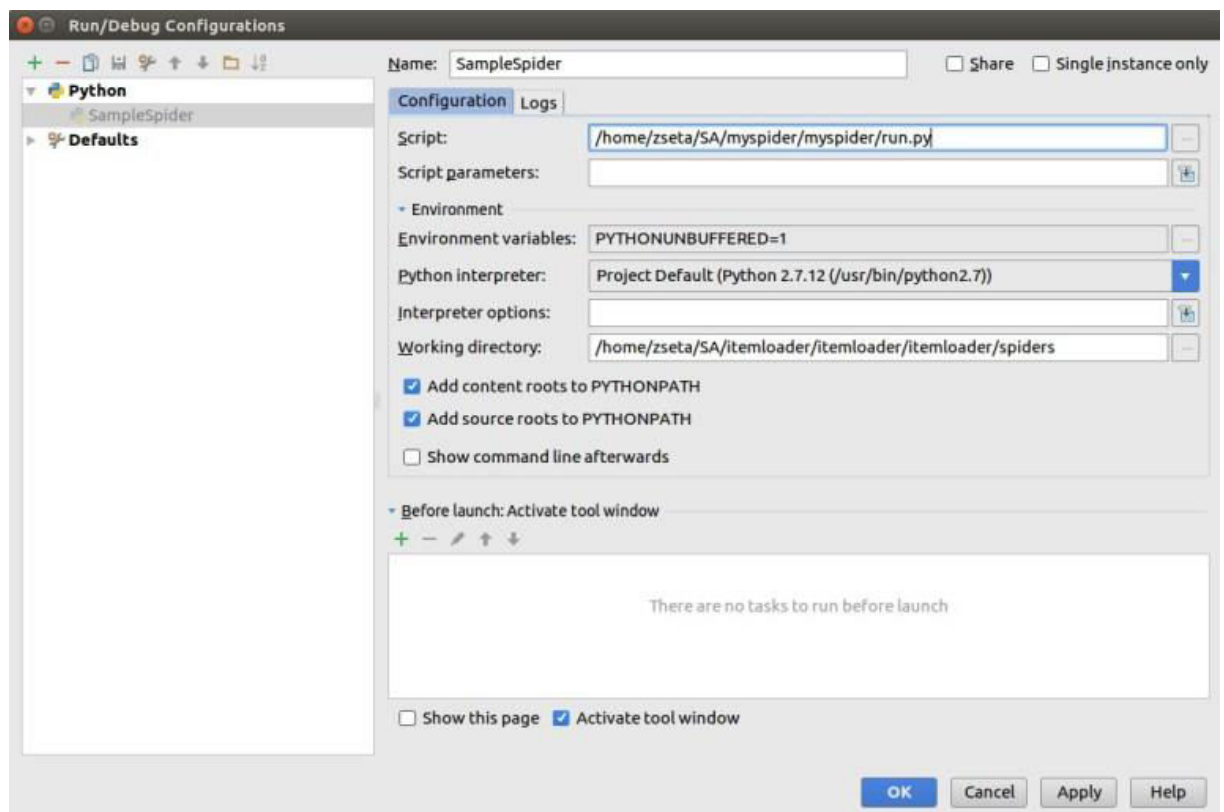 Run/Debug Configurations
Name: SampleSpider Share Single instance only
Python
SampleSpider
Defaults
Configuration Logs
Script: /home/zseta/SA/myspider/myspider/run.py
Script parameters:
Environment
Environment variables: PYTHONUNBUFFERED=1
Python interpreter: Project Default (Python 2.7.12 (/usr/bin/python2.7))
Interpreter options:
Working directory: /home/zseta/SA/itemloader/itemloader/itemloader/spiders
Add content roots to PYTHONPATH
Add source roots to PYTHONPATH
Show command line afterwards
Before launch: Activate tool window
There are no tasks to run before launch
Show this page Activate tool window
OK Cancel Apply Help